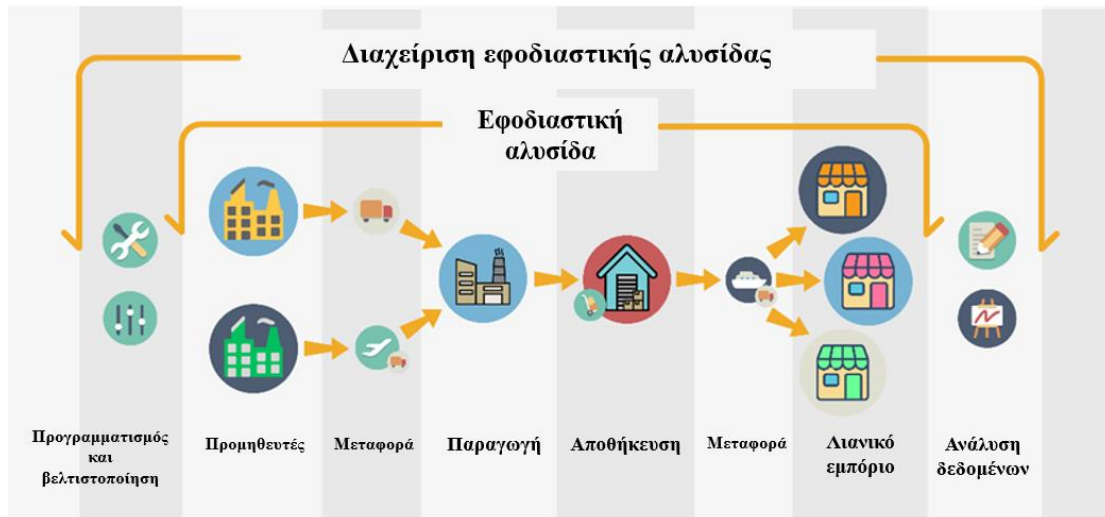 Διαχείριση εφοδιαστικής αλυσίδας
Εφοδιαστική
αλυσίδα
Προγραμματισμός
και
βελτιστοποίηση
Προμηθευτές
Μεταφορά
Παραγωγή
Αποθήκευση
Μεταφορά
Λιανικό
εμπόριο
Ανάλυση
δεδομένων